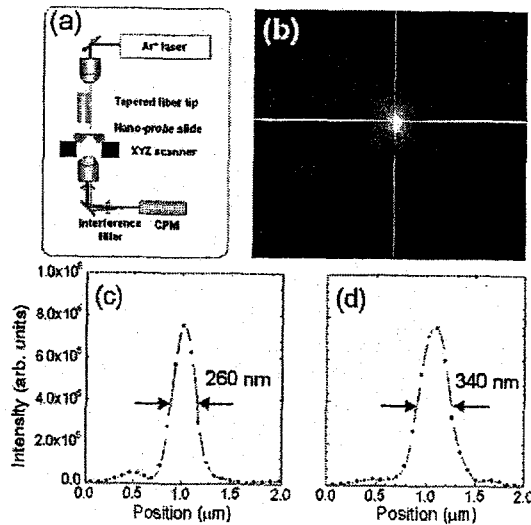 (a)
Ar⁺ laser
Tapered fiber tip
Nano-probe slide
XYZ scanner
Interference
filter
CPM
(b)
(c)
Intensity (arb. units)
1.0x10⁶
8.0x10⁵
6.0x10⁵
4.0x10⁵
2.0x10⁵
0.0
260 nm
0.0 0.5 1.0 1.5 2.0
Position (μm)
(d)
340 nm
0.0 0.5 1.0 1.5 2.0
Position (μm)